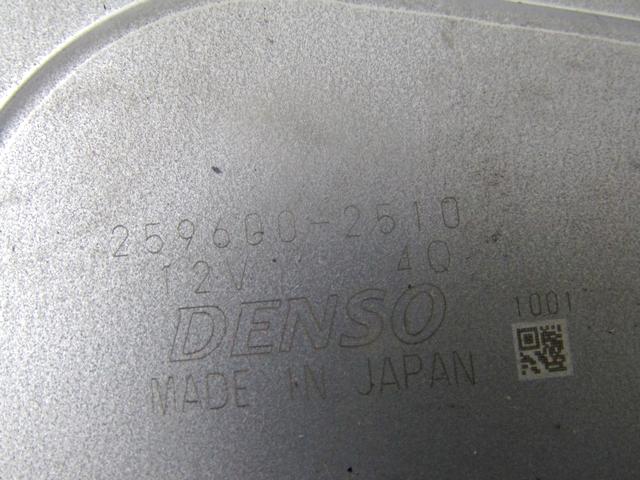 259600-2510
12V 4Q
DENSO
1001
MADE IN JAPAN